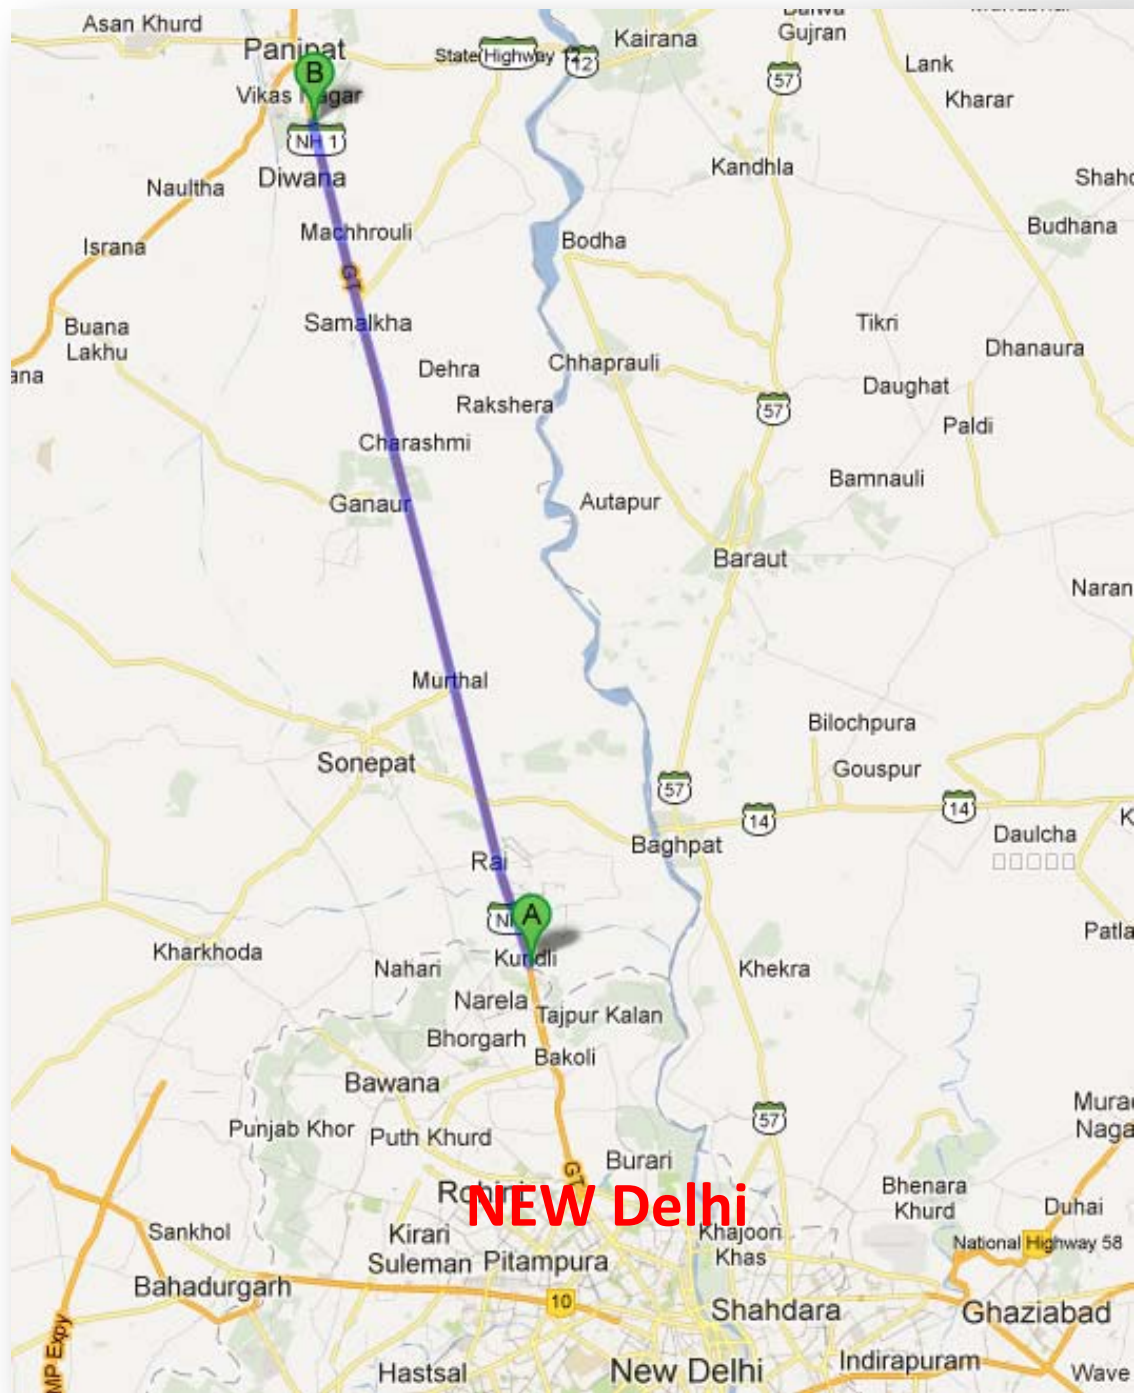 Asan Khurd
Panipat
State Highway 12
12
Kairana
Gujran
57
Lank
Kharar
B
Vikas Nagar
NH 1
Diwana
Naultha
Kandhla
Machhrouli
Israna
Bodha
Budhana
GT
Samalkha
Buana
Lakhu
Tikri
Dhanaura
Dehra
Chhaprauli
Daughat
Rakshera
57
Paldi
Charashmi
Bamnauli
Ganaur
Autapur
Baraut
Naran
Murthal
Bilochpura
Sonepat
Gouspur
57
14
14
Daulcha
Baghpat
Rai
A
Kundli
Kharkhoda
Nahari
Khekra
Patla
Narela
Tajpur Kalan
Bhorgarh
Bakoli
Bawana
Punjab Khor
Puth Khurd
57
Burari
GT
Rohini
NEW Delhi
Bhenara
Khurd
Duhai
Sankhol
Kirari
Suleman
Pitampura
Khajoori
Khas
National Highway 58
Bahadurgarh
10
Shahdara
Ghaziabad
MP Expy
Hastsal
New Delhi
Indirapuram
Wave